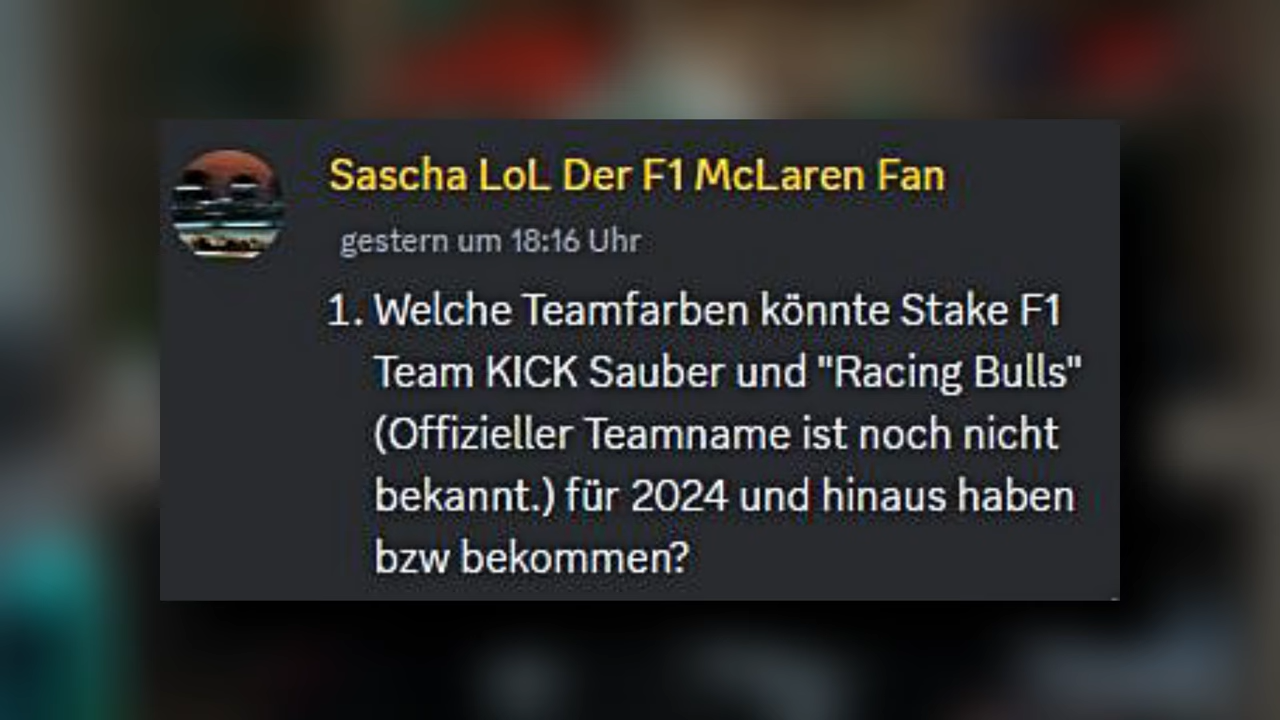 Sascha LoL Der F1 McLaren Fan
gestern um 18:16 Uhr
1. Welche Teamfarben könnte Stake F1
Team KICK Sauber und "Racing Bulls"
(Offizieller Teamname ist noch nicht
bekannt.) für 2024 und hinaus haben
bzw bekommen?